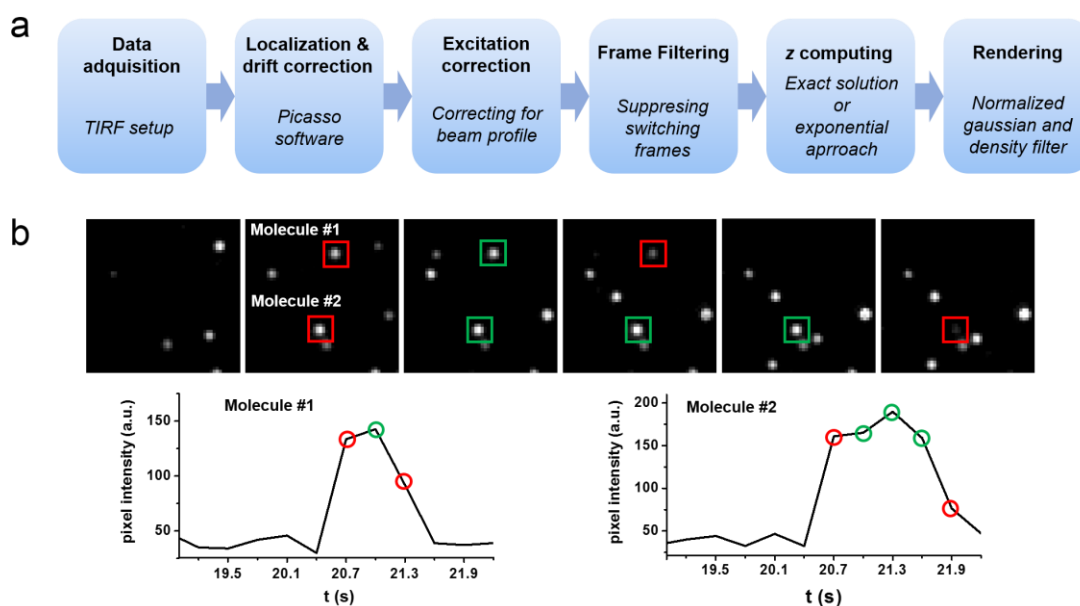 a
Data
adquisition
TIRF setup
Localization &
drift correction
Picasso
software
Excitation
correction
Correcting for
beam profile
Frame Filtering
Suppresing
switching
frames
z computing
Exact solution
or
exponential
aprroach
Rendering
Normalized
gaussian and
density filter
b
Molecule #1
Molecule #2
Molecule #1
pixel intensity (a.u.)
150
100
50
19.5 20.1 20.7 21.3 21.9
t (s)
Molecule #2
pixel intensity (a.u.)
200
150
100
50
19.5 20.1 20.7 21.3 21.9
t (s)